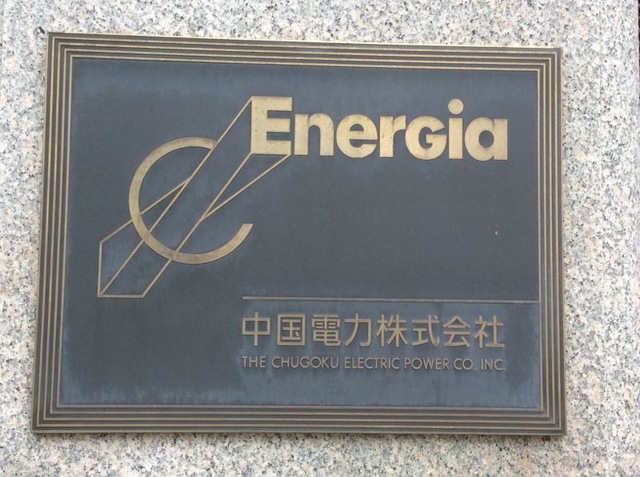 Energia
中国電力株式会社
THE CHUGOKU ELECTRIC POWER CO., INC.